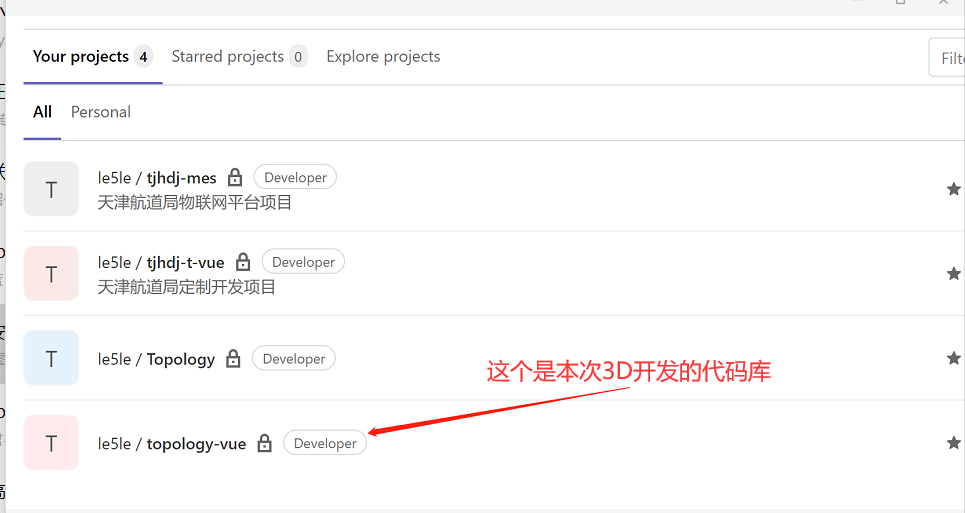 Your projects 4 Starred projects 0 Explore projects
Filte
All Personal
T
le5le / tjhdj-mes Developer
天津航道局物联网平台项目
T
le5le / tjhdj-t-vue Developer
天津航道局定制开发项目
T
le5le / Topology Developer
这个是本次3D开发的代码库
T
le5le / topology-vue Developer